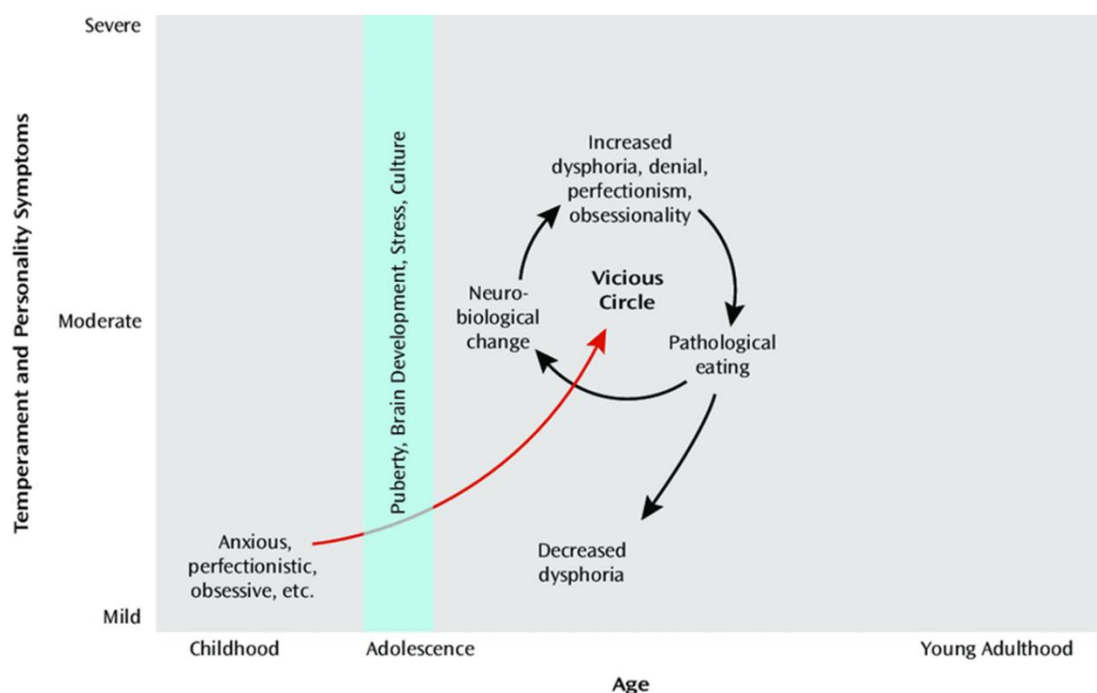 Severe
Moderate
Mild
Temperament and Personality Symptoms
Puberty, Brain Development, Stress, Culture
Increased
dysphoria, denial,
perfectionism,
obsessionality
Vicious
Circle
Neuro-
biological
change
Pathological
eating
Anxious,
perfectionistic,
obsessive, etc.
Decreased
dysphoria
Childhood
Adolescence
Young Adulthood
Age